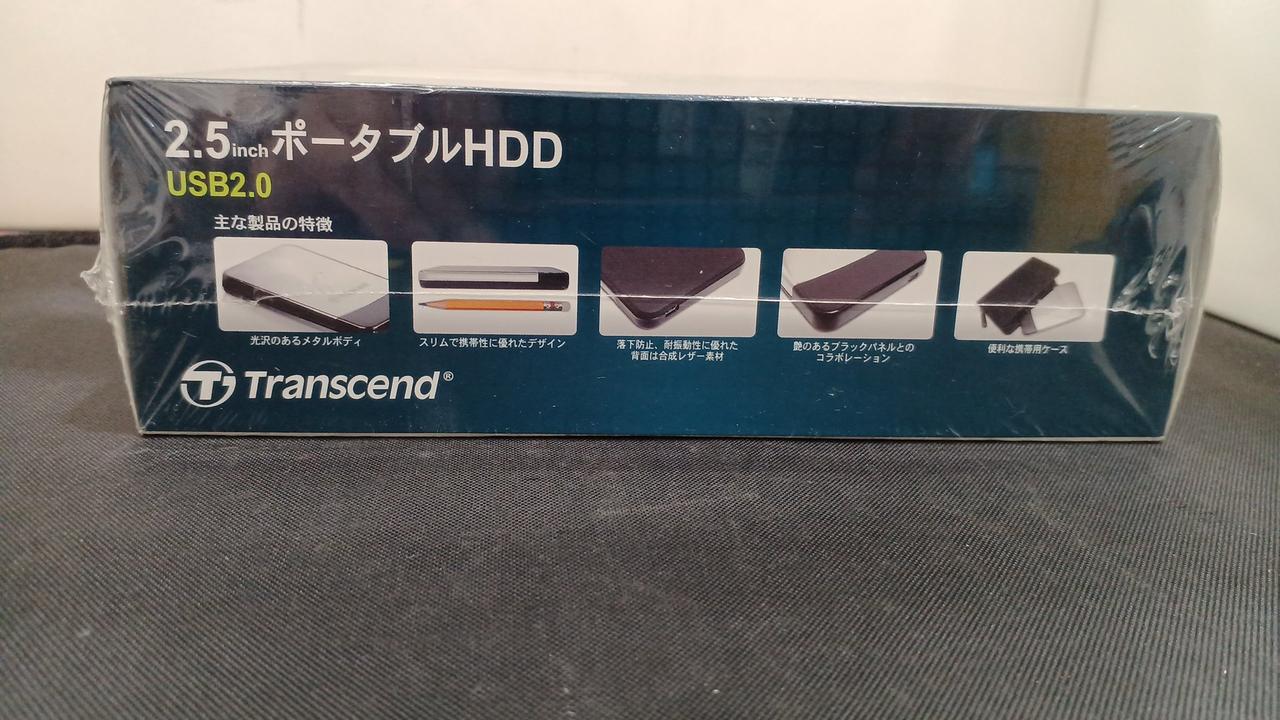 2.5inchポータブルHDD
USB2.0
主な製品の特徴
光沢のあるメタルボディ
スリムで携帯性に優れたデザイン
落下防止、耐振動性に優れた
背面は合成レザー素材
艶のあるブラックパネルとの
コラボレーション
便利な携帯用ケース
Transcend®